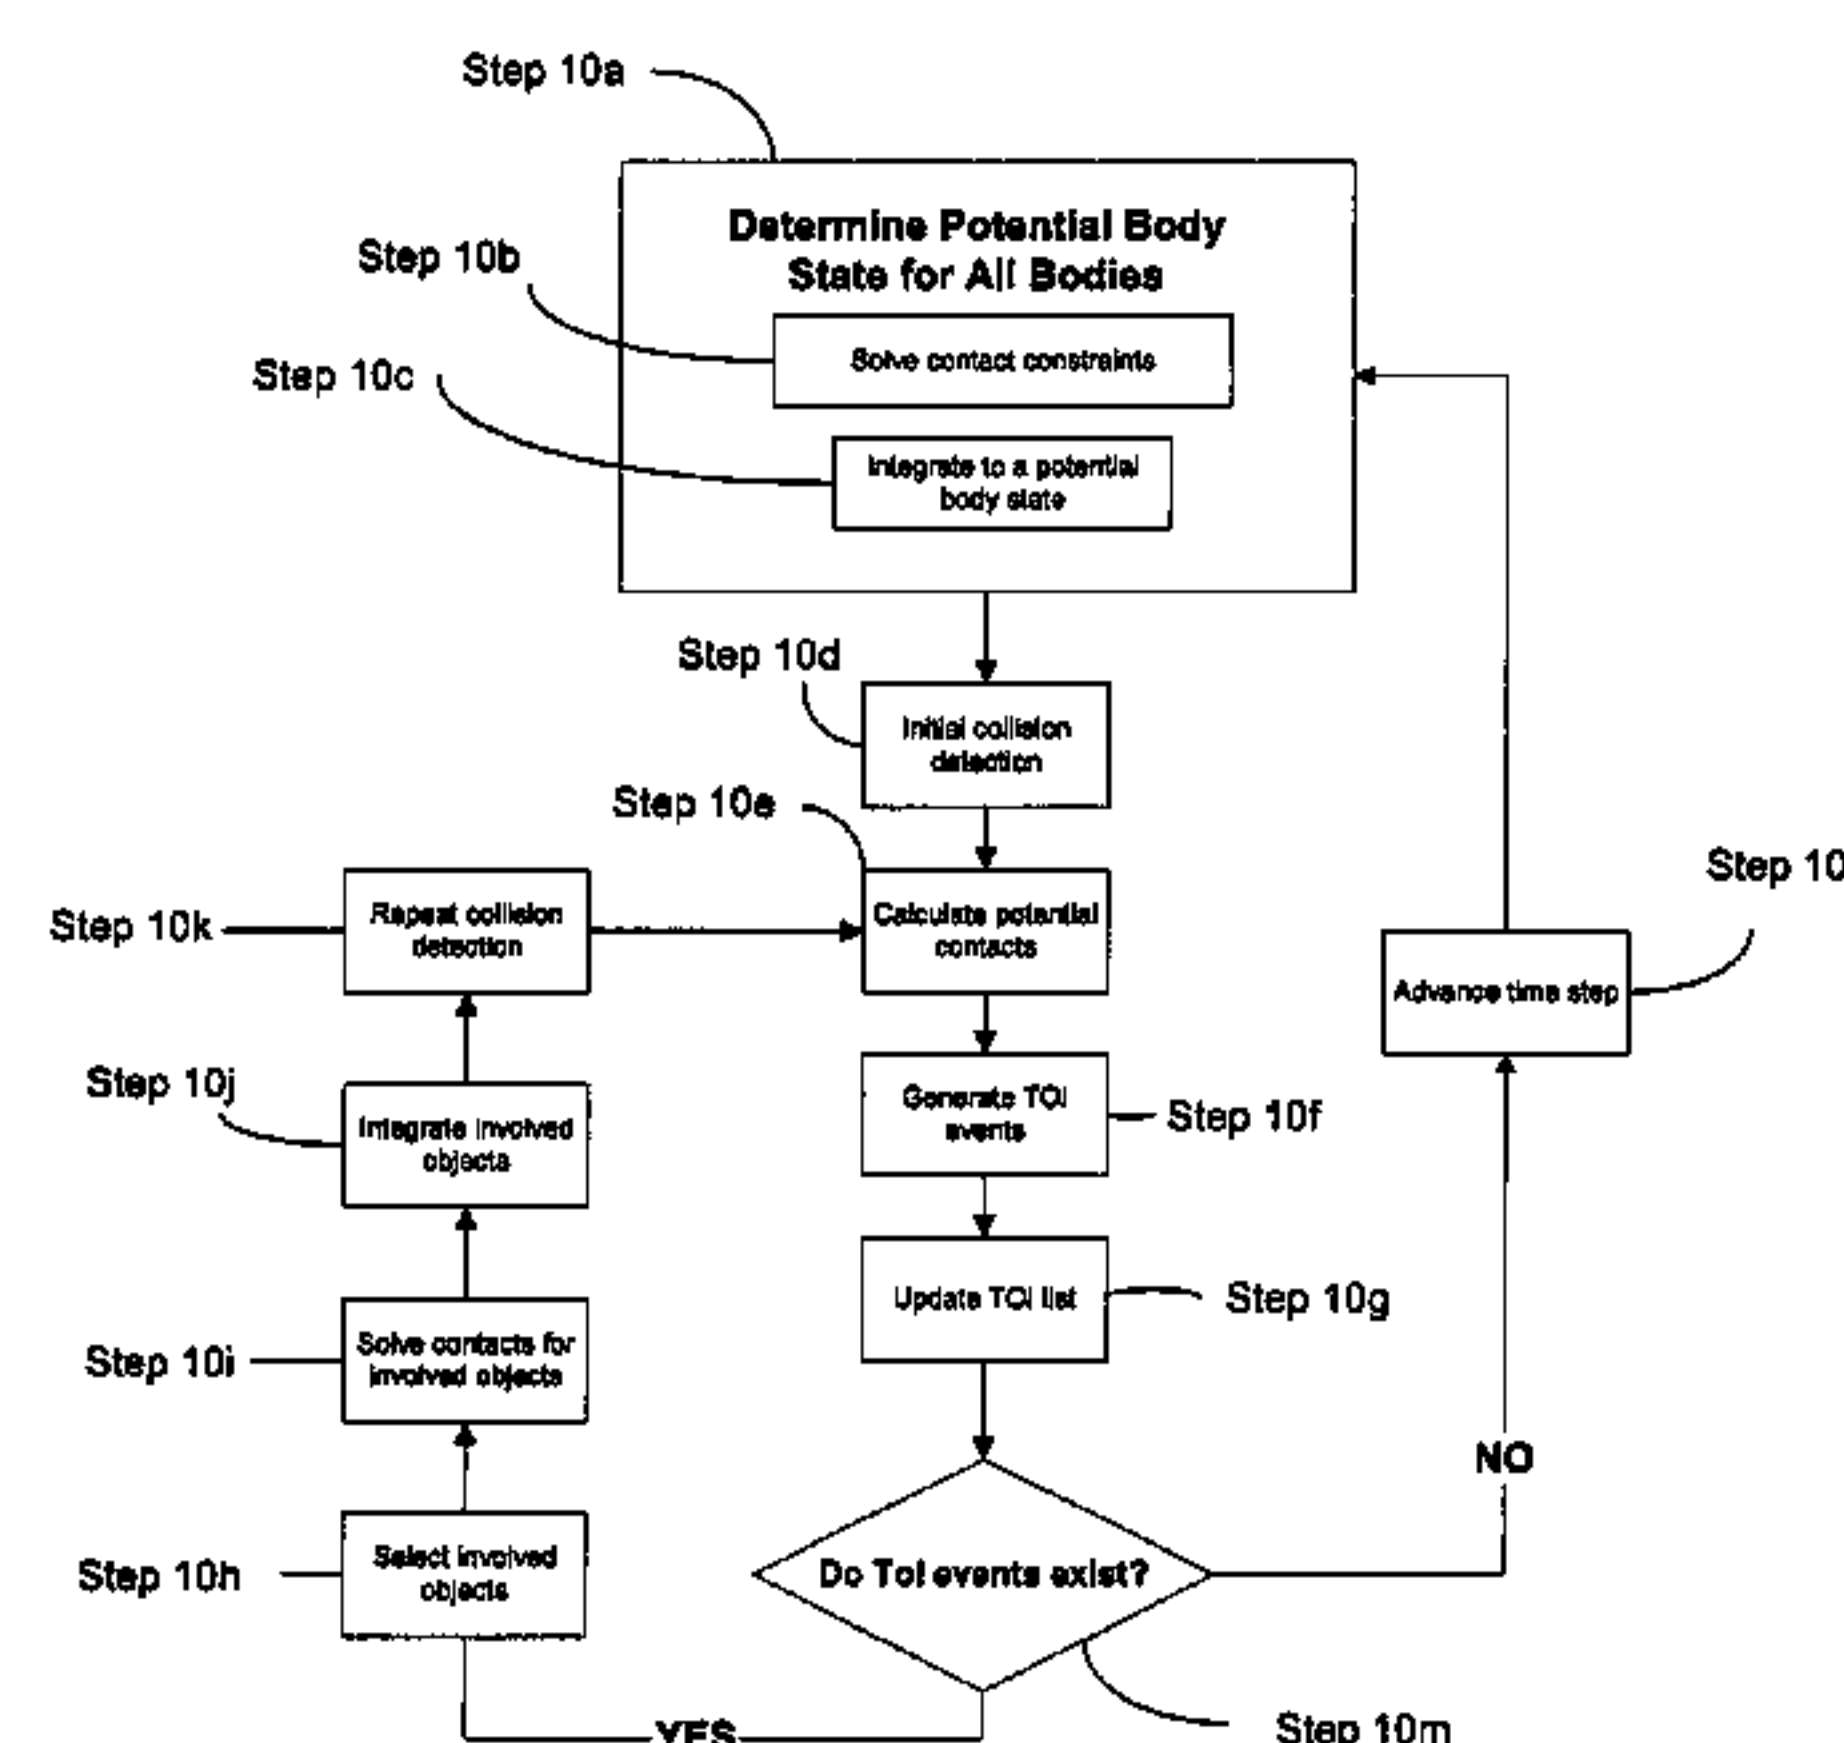 Step 10a
Determine Potential Body
State for All Bodies
Step 10b
Solve contact constraints
Step 10c
Integrate to a potential
body state
Step 10d
Initial collision
detection
Step 10e
Calculate potential
contacts
Step 10k
Repeat collision
detection
Step 10
Advance time step
Step 10j
Integrate involved
objects
Generate TOI
events
Step 10f
Update TOI list
Step 10g
Step 10i
Solve contacts for
involved objects
NO
Step 10h
Select involved
objects
Do ToI events exist?
YES
Step 10m